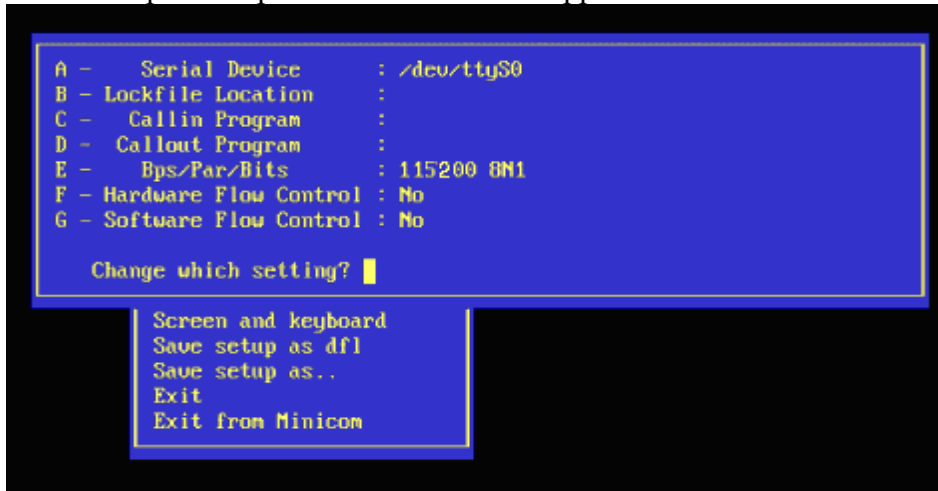 A -    Serial Device      : /dev/ttyS0
B - Lockfile Location     :
C -   Callin Program      :
D -  Callout Program      :
E -    Bps/Par/Bits       : 115200 8N1
F - Hardware Flow Control : No
G - Software Flow Control : No
Change which setting?
Screen and keyboard
Save setup as dfl
Save setup as..
Exit
Exit from Minicom